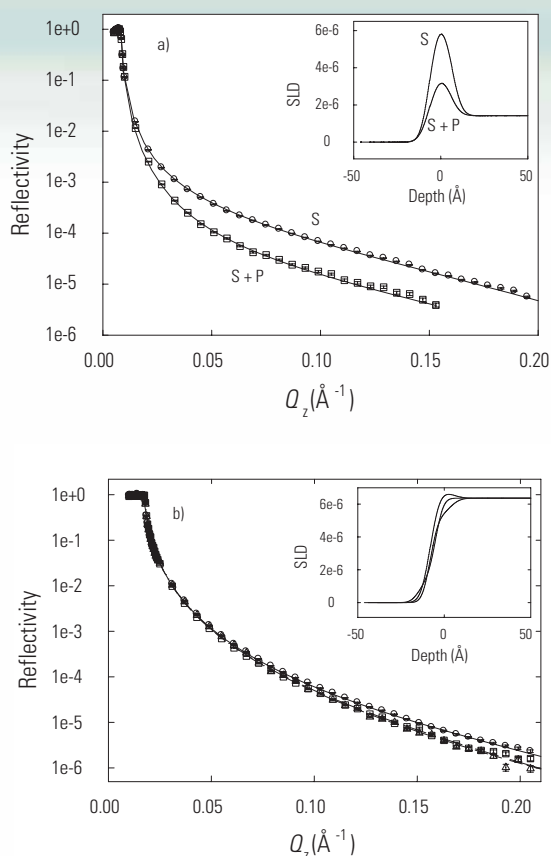 a)
Reflectivity
1e+0
1e-1
1e-2
1e-3
1e-4
1e-5
1e-6
S
S + P
0.00 0.05 0.10 0.15 0.20
Q_z (Å⁻¹)
SLD
6e-6
4e-6
2e-6
0
S
S + P
-50 0 50
Depth (Å)
b)
Reflectivity
1e+0
1e-1
1e-2
1e-3
1e-4
1e-5
1e-6
0.00 0.05 0.10 0.15 0.20
Q_z (Å⁻¹)
SLD
6e-6
4e-6
2e-6
0
-50 0 50
Depth (Å)